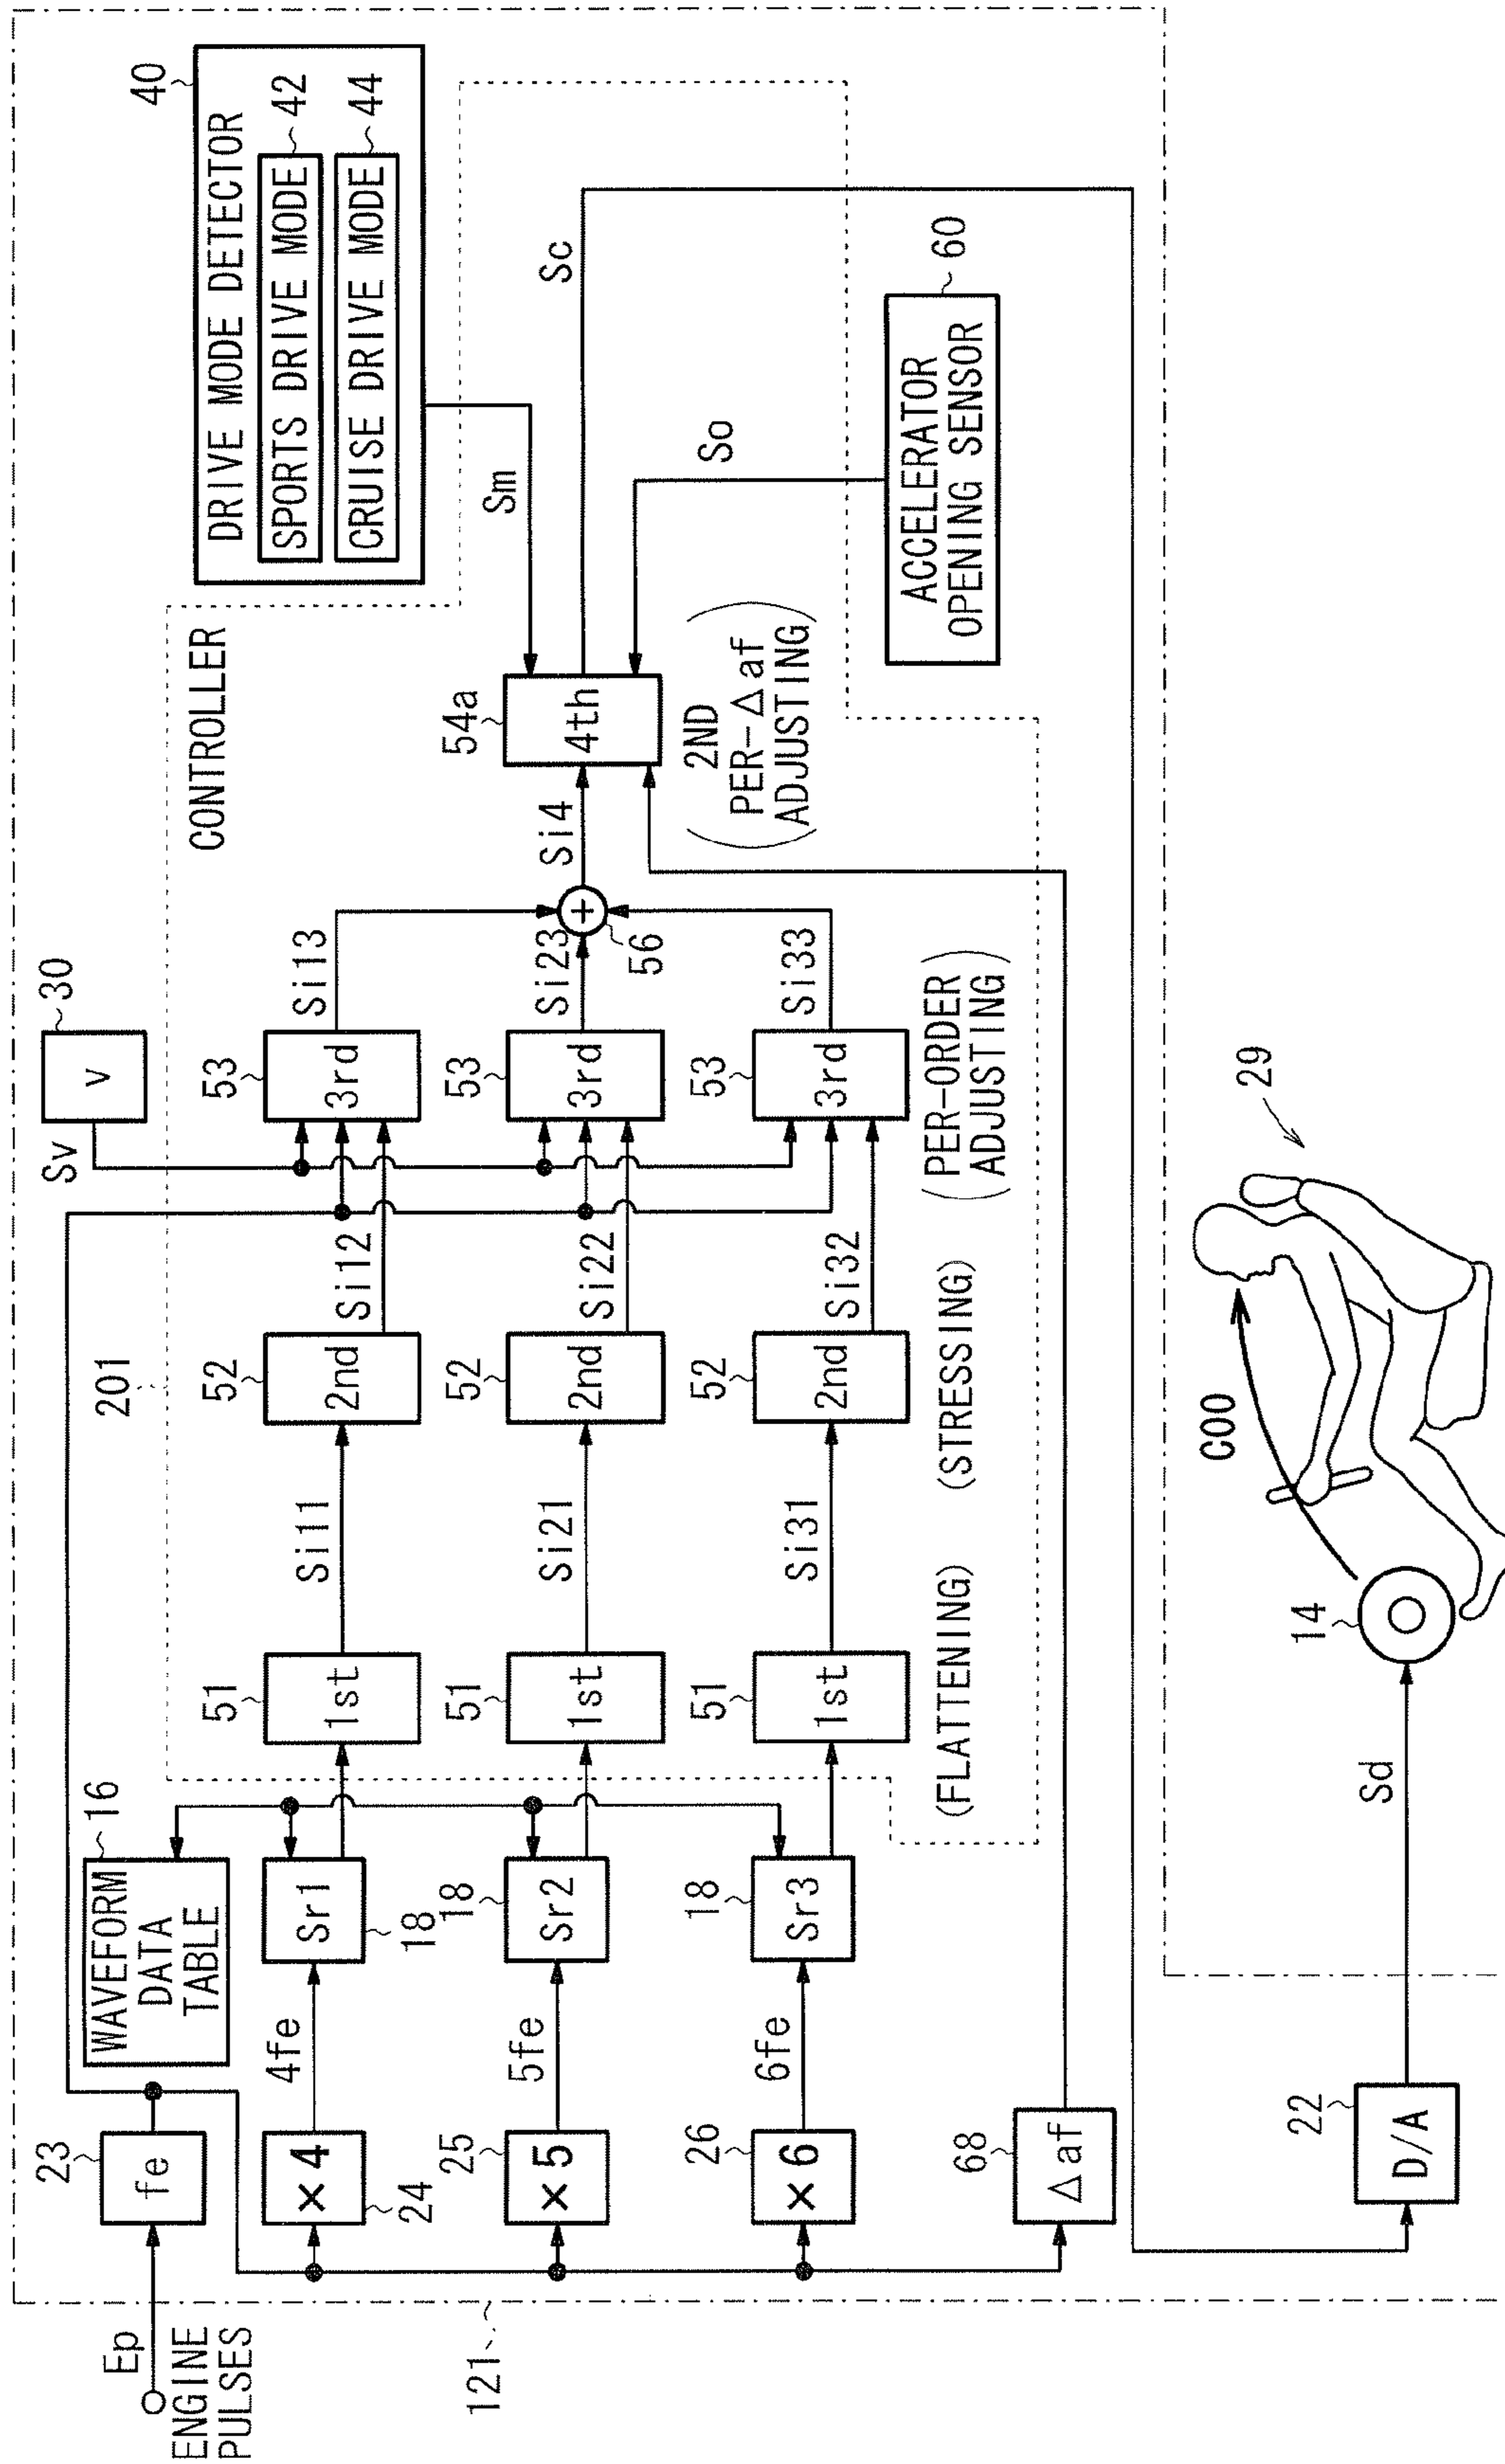 ENGINE
PULSES
Ep
23
fe
121
WAVEFORM
DATA
TABLE
16
×4
24
4fe
Sr1
18
×5
25
5fe
Sr2
18
×6
26
6fe
Sr3
18
68
Δaf
201
CONTROLLER
51
1st
Si11
52
2nd
Si12
53
3rd
Si13
51
1st
Si21
52
2nd
Si22
53
3rd
Si23
51
1st
Si31
52
2nd
Si32
53
3rd
Si33
(FLATTENING)
(STRESSING)
(PER-ORDER
ADJUSTING)
30
v
Sv
+
56
Si4
54a
4th
(2ND
PER-Δaf
ADJUSTING)
40
DRIVE MODE DETECTOR
SPORTS DRIVE MODE
42
CRUISE DRIVE MODE
44
Sm
So
Sc
60
ACCELERATOR
OPENING SENSOR
22
D/A
Sd
14
C00
29